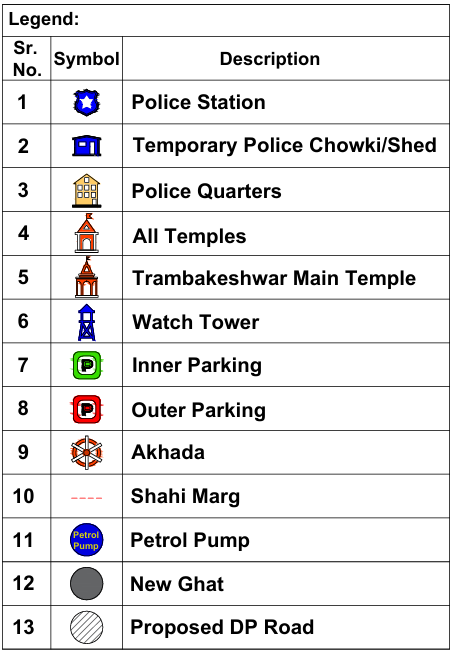 Legend:
Sr. No. Symbol Description
1 Police Station
2 Temporary Police Chowki/Shed
3 Police Quarters
4 All Temples
5 Trambakeshwar Main Temple
6 Watch Tower
7 P Inner Parking
8 P Outer Parking
9 Akhada
10 Shahi Marg
11 Petrol Pump Petrol Pump
12 New Ghat
13 Proposed DP Road